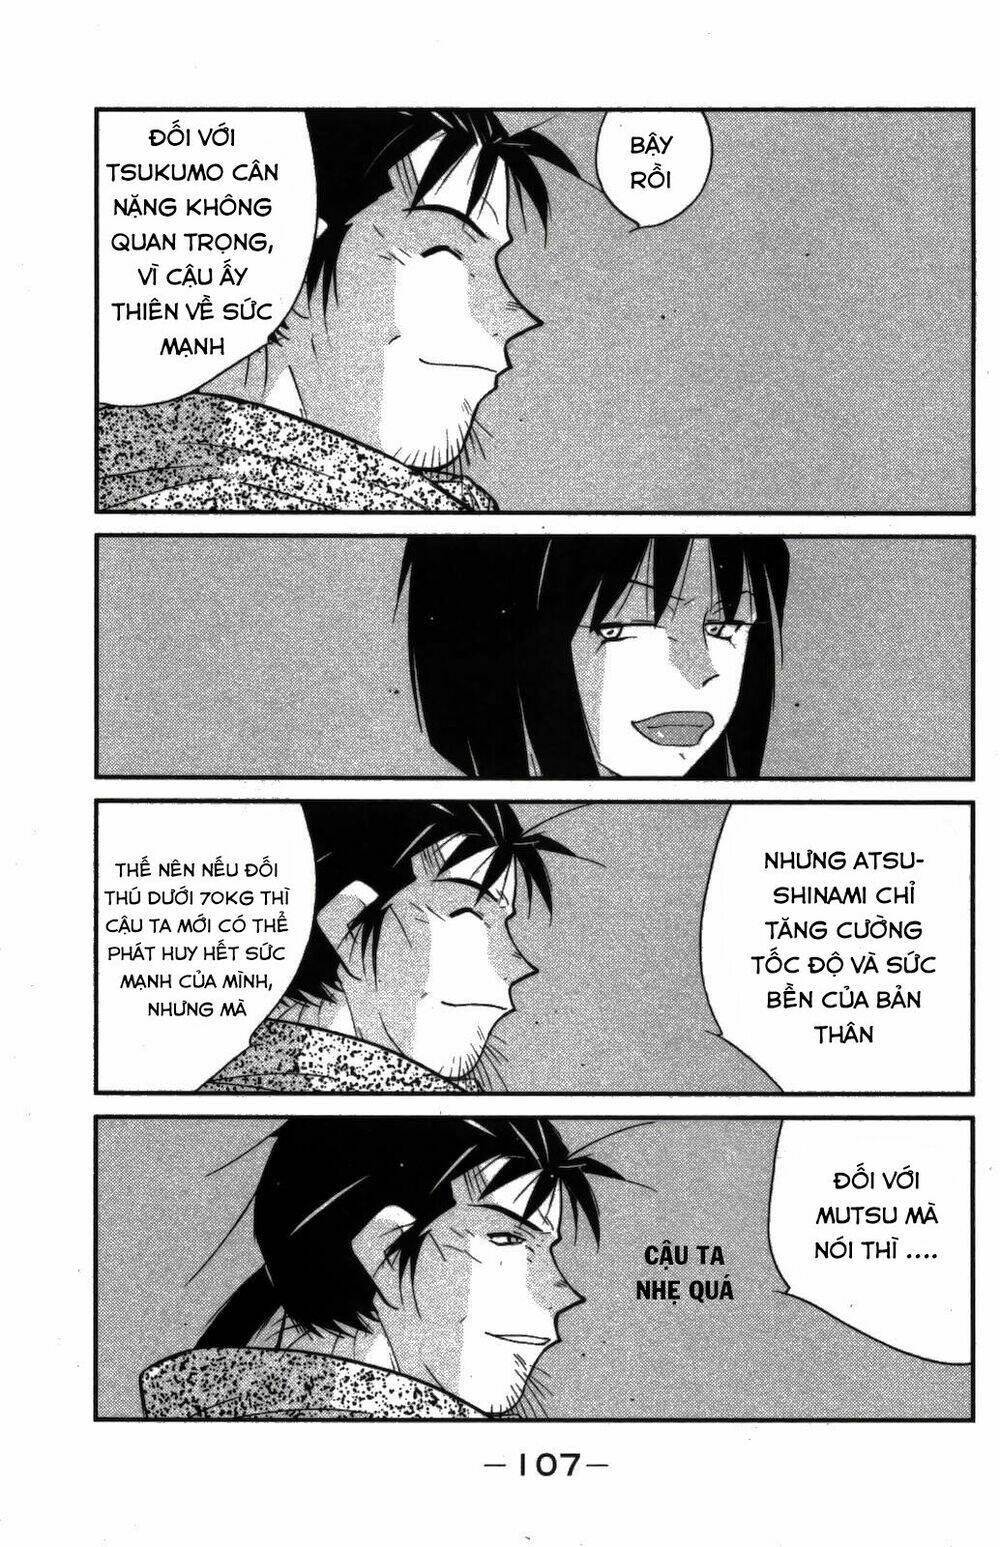 BẬY
RỒI
ĐỐI VỚI
TSUKUMO CÂN
NẶNG KHÔNG
QUAN TRỌNG,
VÌ CẬU ẤY
THIÊN VỀ SỨC
MẠNH
NHƯNG ATSU-
SHINAMI CHỈ
TĂNG CƯỜNG
TỐC ĐỘ VÀ SỨC
BỀN CỦA BẢN
THÂN
THẾ NÊN NẾU ĐỐI
THÚ DƯỚI 70KG THÌ
CẬU TA MỚI CÓ THỂ
PHÁT HUY HẾT SỨC
MẠNH CỦA MÌNH,
NHƯNG MÀ
ĐỐI VỚI
MUTSU MÀ
NÓI THÌ ....
CẬU TA
NHẸ QUÁ
—107—